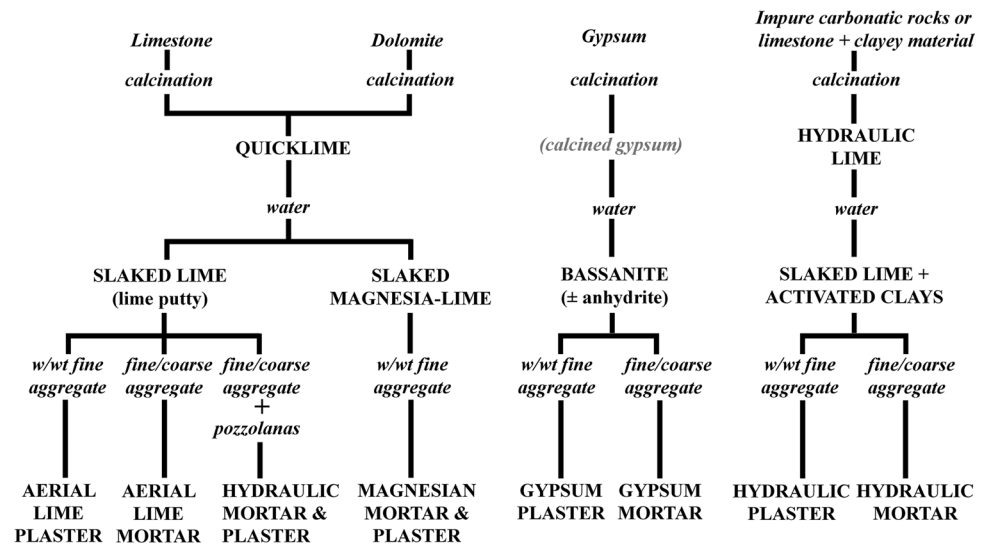 Limestone
Dolomite
Gypsum
Impure carbonatic rocks or
limestone + clayey material
calcination
calcination
calcination
calcination
QUICKLIME
(calcined gypsum)
HYDRAULIC
LIME
water
water
water
SLAKED LIME
(lime putty)
SLAKED
MAGNESIA-LIME
BASSANITE
(± anhydrite)
SLAKED LIME +
ACTIVATED CLAYS
w/wt fine
aggregate
fine/coarse
aggregate
fine/coarse
aggregate
+
pozzolanas
w/wt fine
aggregate
w/wt fine
aggregate
fine/coarse
aggregate
w/wt fine
aggregate
fine/coarse
aggregate
AERIAL
LIME
PLASTER
AERIAL
LIME
MORTAR
HYDRAULIC
MORTAR &
PLASTER
MAGNESIAN
MORTAR &
PLASTER
GYPSUM
PLASTER
GYPSUM
MORTAR
HYDRAULIC
PLASTER
HYDRAULIC
MORTAR